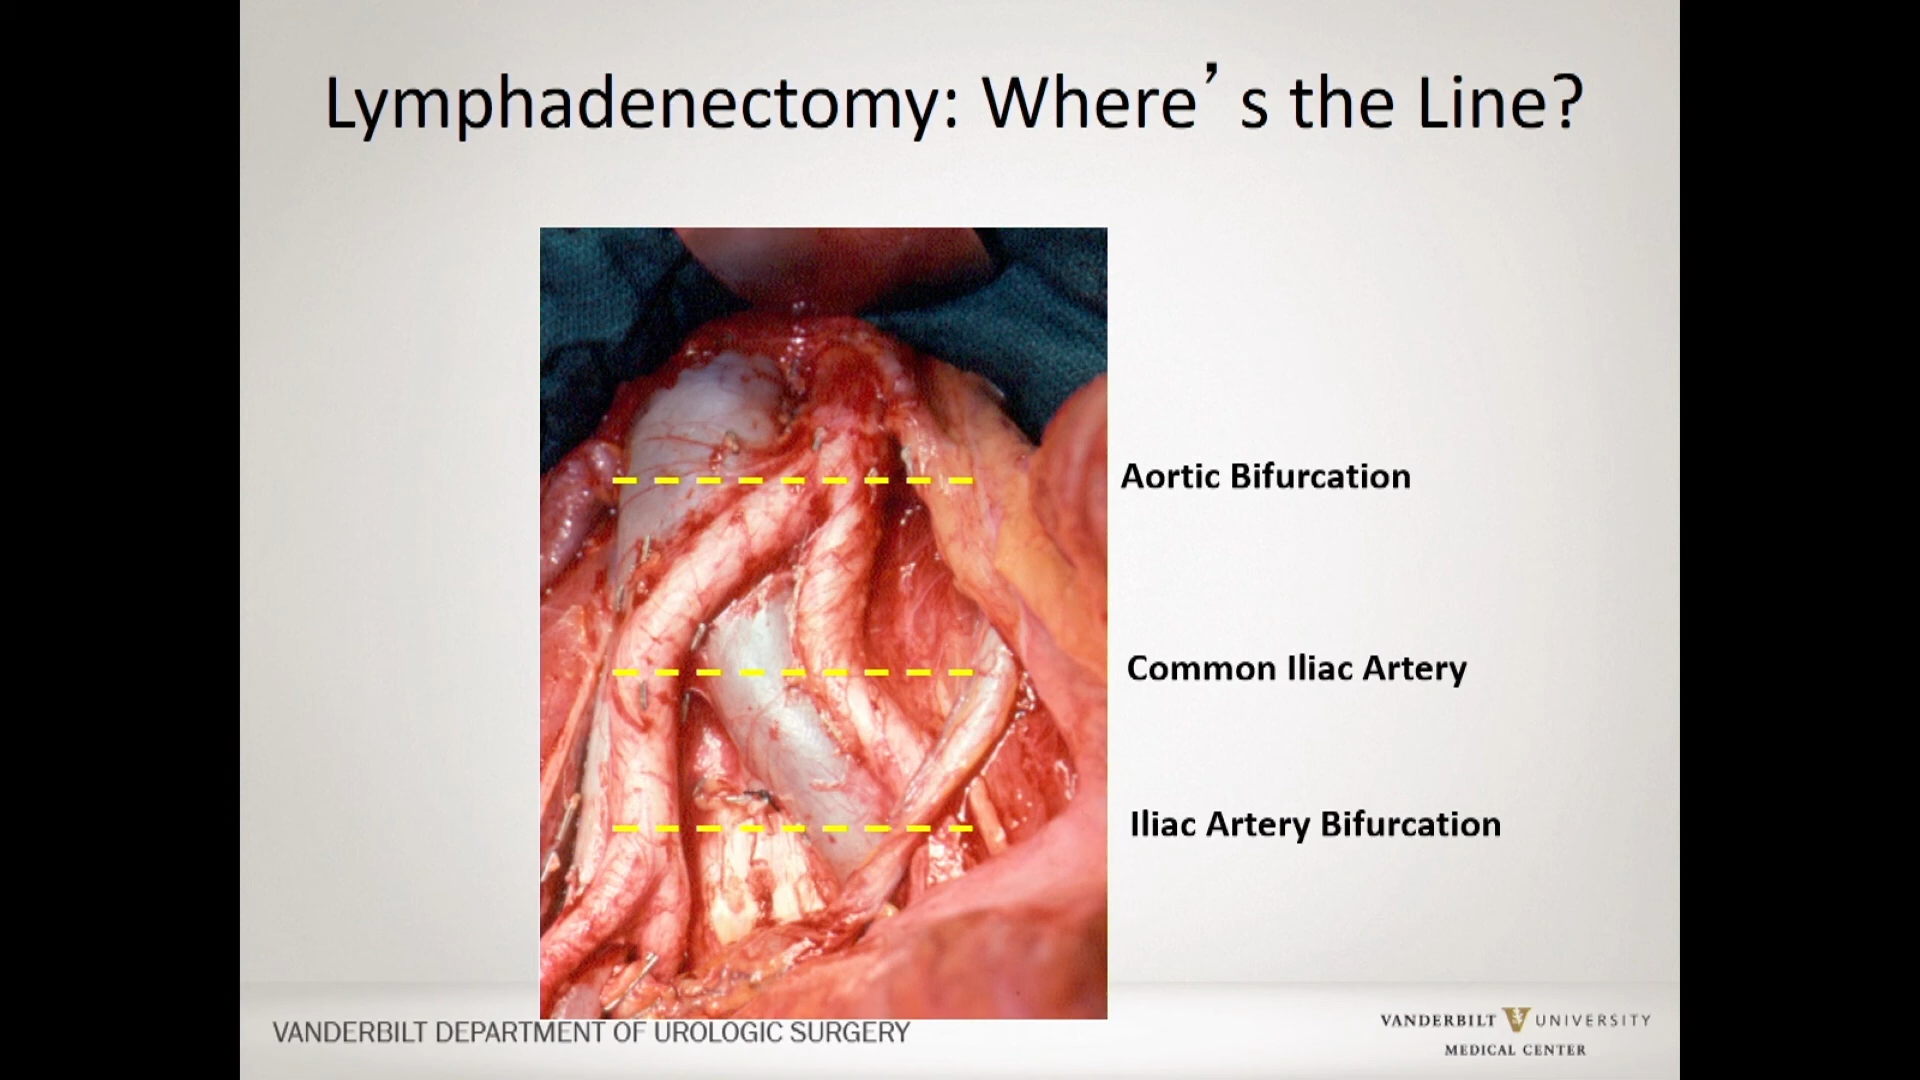 Lymphadenectomy: Where’s the Line?
Aortic Bifurcation
Common Iliac Artery
Iliac Artery Bifurcation
VANDERBILT DEPARTMENT OF UROLOGIC SURGERY
VANDERBILT V UNIVERSITY
MEDICAL CENTER